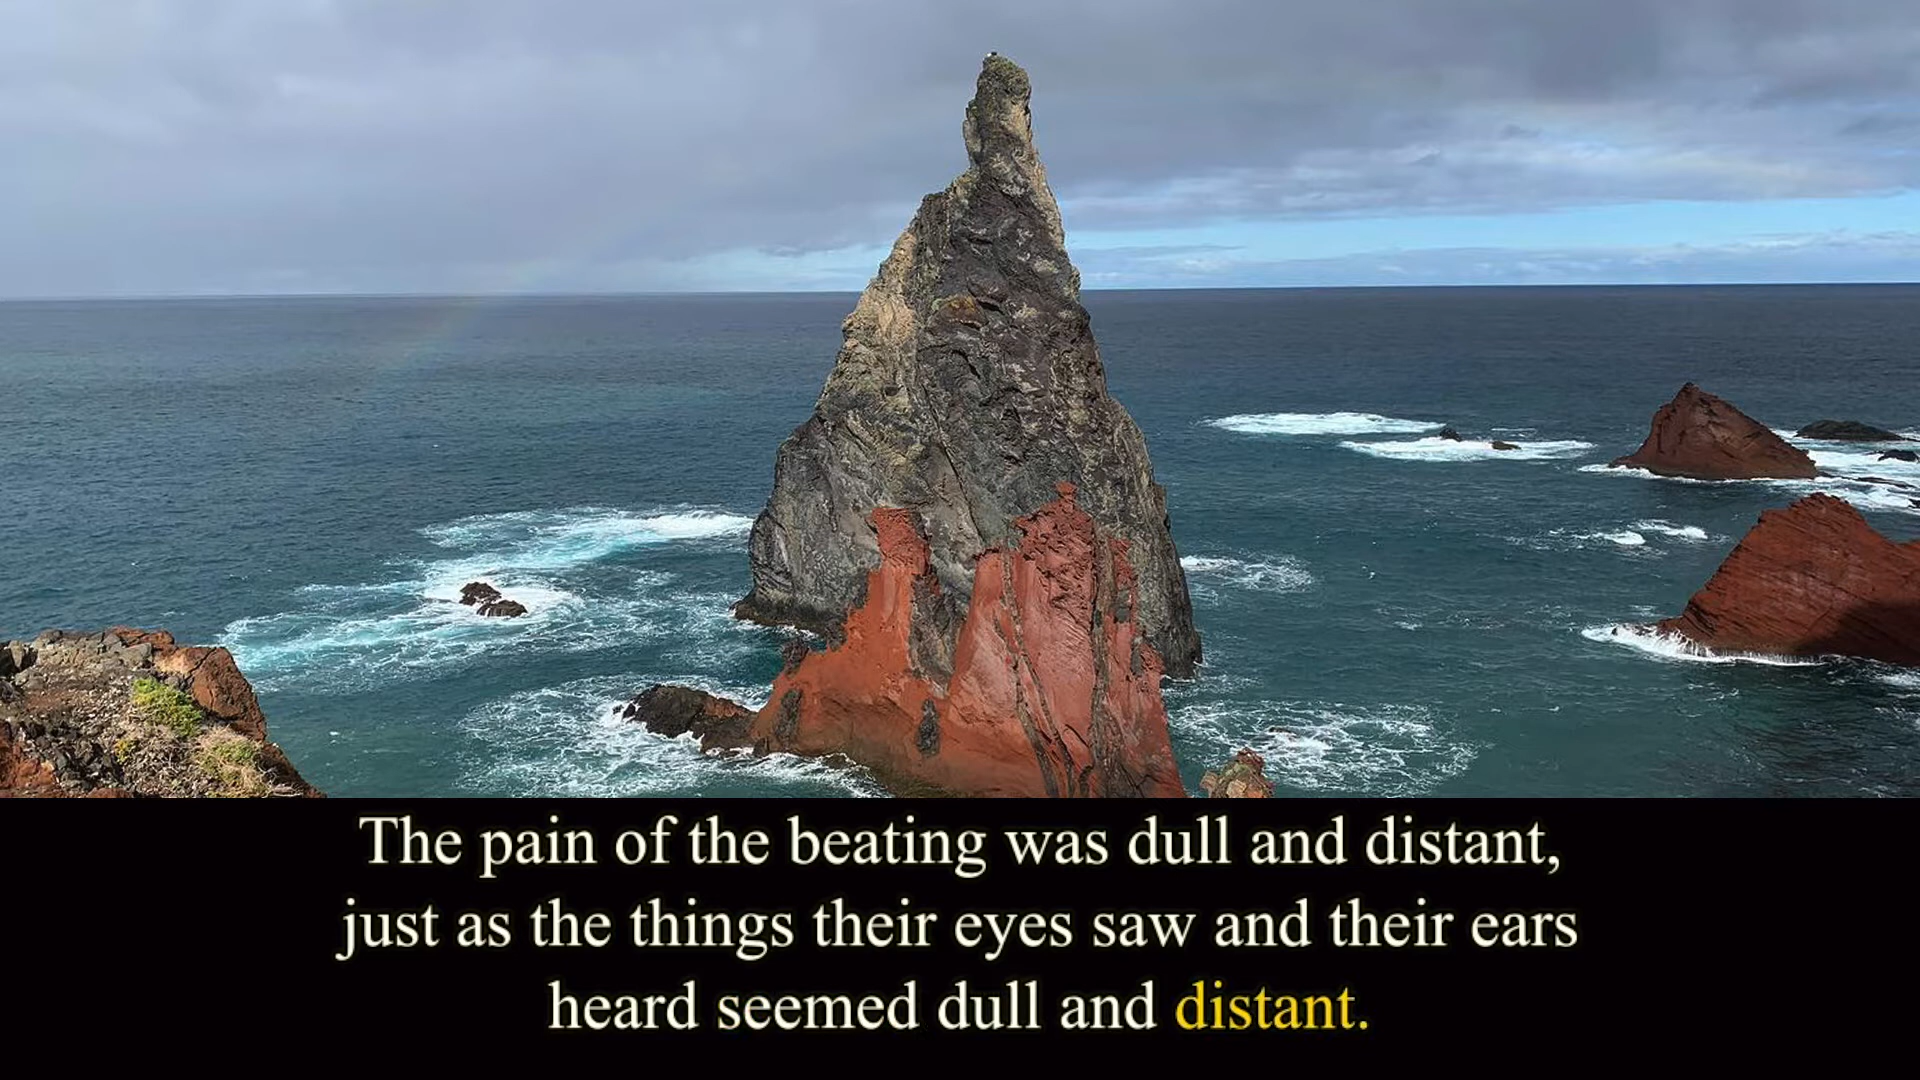 The pain of the beating was dull and distant,
just as the things their eyes saw and their ears
heard seemed dull and distant.